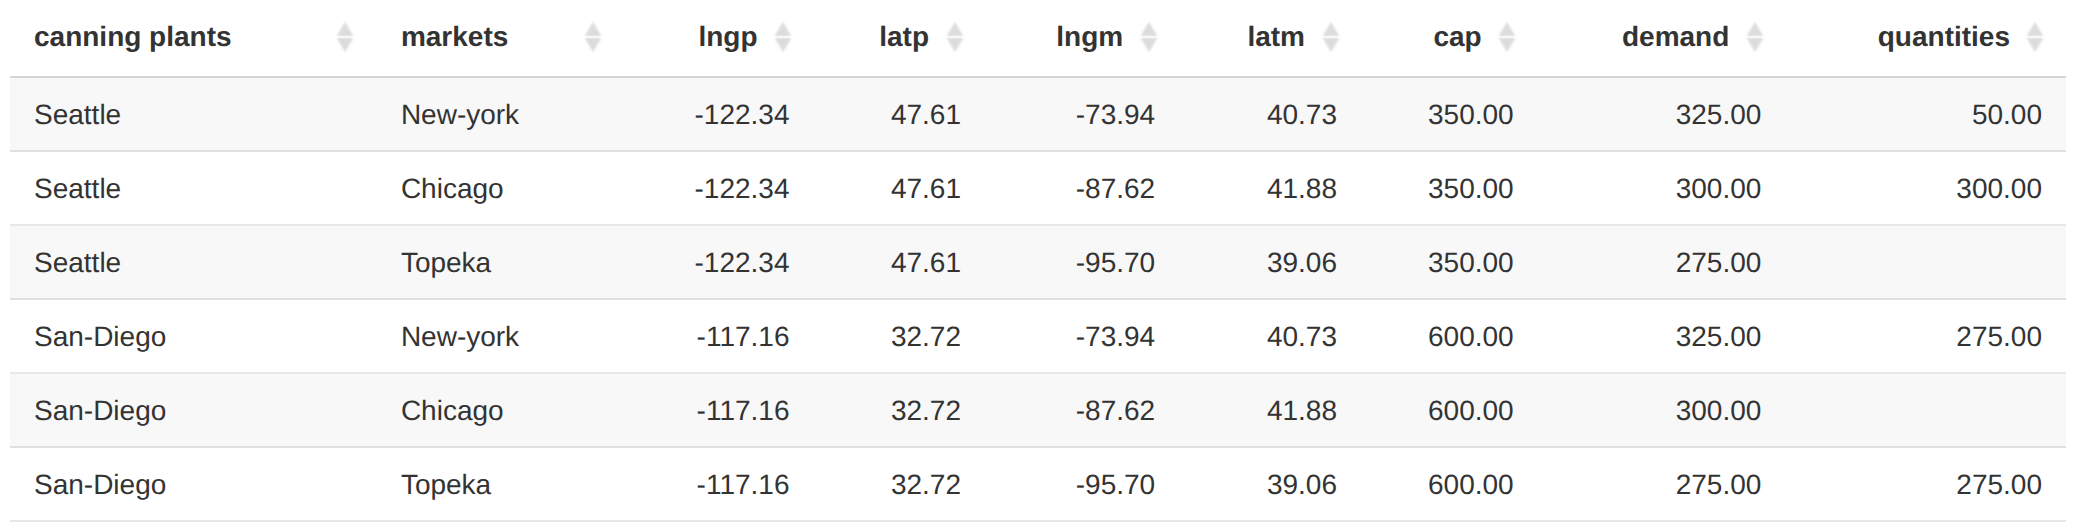 canning plants markets lngp latp lngm latm cap demand quantities
Seattle New-york -122.34 47.61 -73.94 40.73 350.00 325.00 50.00
Seattle Chicago -122.34 47.61 -87.62 41.88 350.00 300.00 300.00
Seattle Topeka -122.34 47.61 -95.70 39.06 350.00 275.00
San-Diego New-york -117.16 32.72 -73.94 40.73 600.00 325.00 275.00
San-Diego Chicago -117.16 32.72 -87.62 41.88 600.00 300.00
San-Diego Topeka -117.16 32.72 -95.70 39.06 600.00 275.00 275.00